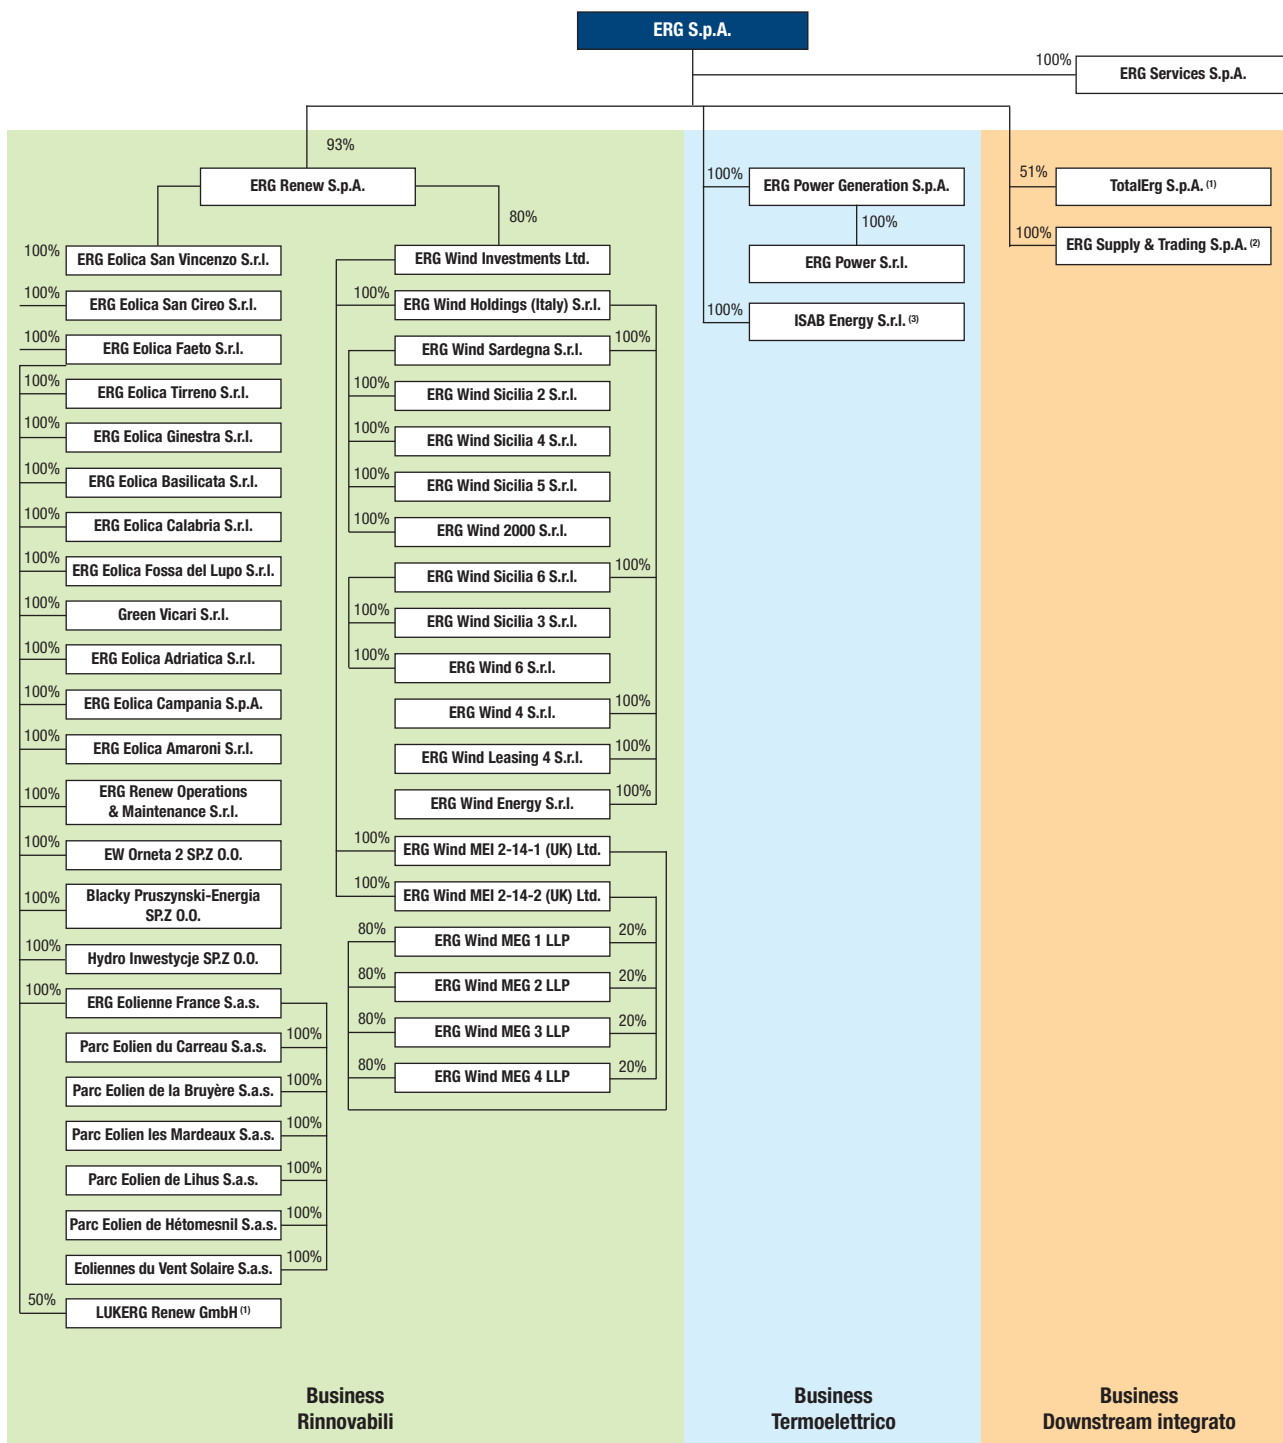 ERG S.p.A.
100%
ERG Services S.p.A.
93%
ERG Renew S.p.A.
80%
100%
ERG Eolica San Vincenzo S.r.l.
100%
ERG Eolica San Cireo S.r.l.
100%
ERG Eolica Faeto S.r.l.
100%
ERG Eolica Tirreno S.r.l.
100%
ERG Eolica Ginestra S.r.l.
100%
ERG Eolica Basilicata S.r.l.
100%
ERG Eolica Calabria S.r.l.
100%
ERG Eolica Fossa del Lupo S.r.l.
100%
Green Vicari S.r.l.
100%
ERG Eolica Adriatica S.r.l.
100%
ERG Eolica Campania S.p.A.
100%
ERG Eolica Amaroni S.r.l.
100%
ERG Renew Operations
& Maintenance S.r.l.
100%
EW Orneta 2 SP.Z O.O.
100%
Blacky Pruszynski-Energia
SP.Z O.O.
100%
Hydro Inwestycje SP.Z O.O.
100%
ERG Eolienne France S.a.s.
100%
Parc Eolien du Carreau S.a.s.
100%
Parc Eolien de la Bruyère S.a.s.
100%
Parc Eolien les Mardeaux S.a.s.
100%
Parc Eolien de Lihus S.a.s.
100%
Parc Eolien de Hétomesnil S.a.s.
100%
Eoliennes du Vent Solaire S.a.s.
50%
LUKERG Renew GmbH (1)
ERG Wind Investments Ltd.
100%
ERG Wind Holdings (Italy) S.r.l.
ERG Wind Sardegna S.r.l.
100%
100%
ERG Wind Sicilia 2 S.r.l.
100%
ERG Wind Sicilia 4 S.r.l.
100%
ERG Wind Sicilia 5 S.r.l.
100%
ERG Wind 2000 S.r.l.
ERG Wind Sicilia 6 S.r.l.
100%
100%
ERG Wind Sicilia 3 S.r.l.
100%
ERG Wind 6 S.r.l.
ERG Wind 4 S.r.l.
100%
ERG Wind Leasing 4 S.r.l.
100%
ERG Wind Energy S.r.l.
100%
100%
ERG Wind MEI 2-14-1 (UK) Ltd.
100%
ERG Wind MEI 2-14-2 (UK) Ltd.
80%
ERG Wind MEG 1 LLP
20%
80%
ERG Wind MEG 2 LLP
20%
80%
ERG Wind MEG 3 LLP
20%
80%
ERG Wind MEG 4 LLP
20%
Business
Rinnovabili
100%
ERG Power Generation S.p.A.
100%
ERG Power S.r.l.
100%
ISAB Energy S.r.l. (3)
Business
Termoelettrico
51%
TotalErg S.p.A. (1)
100%
ERG Supply & Trading S.p.A. (2)
Business
Downstream integrato